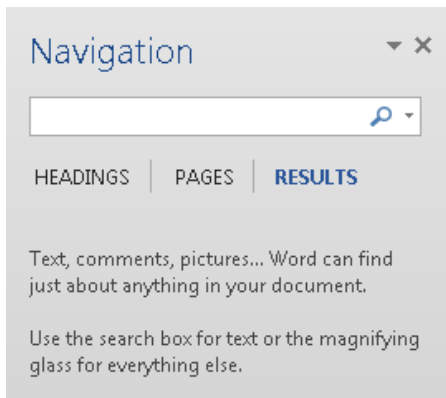 Navigation
HEADINGS PAGES RESULTS
Text, comments, pictures... Word can find
just about anything in your document.
Use the search box for text or the magnifying
glass for everything else.